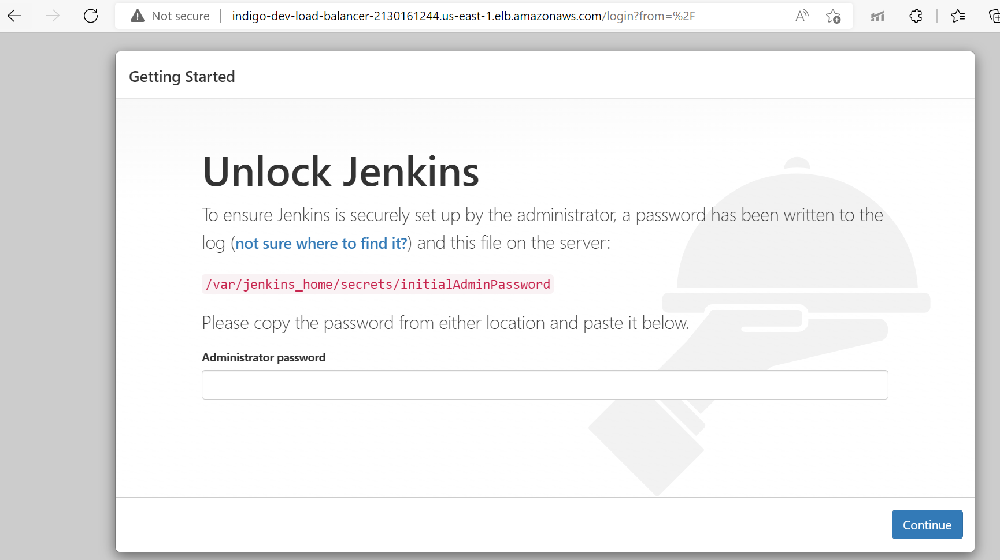 Not secure | indigo-dev-load-balancer-2130161244.us-east-1.elb.amazonaws.com/login?from=%2F
Getting Started
Unlock Jenkins
To ensure Jenkins is securely set up by the administrator, a password has been written to the
log (not sure where to find it?) and this file on the server:
/var/jenkins_home/secrets/initialAdminPassword
Please copy the password from either location and paste it below.
Administrator password
Continue